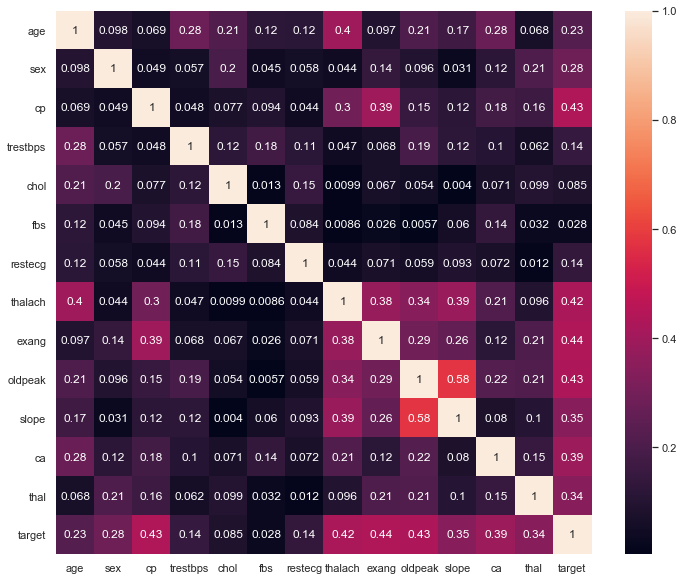 age 1 0.098 0.069 0.28 0.21 0.12 0.12 0.4 0.097 0.21 0.17 0.28 0.068 0.23
sex 0.098 1 0.049 0.057 0.2 0.045 0.058 0.044 0.14 0.096 0.031 0.12 0.21 0.28
cp 0.069 0.049 1 0.048 0.077 0.094 0.044 0.3 0.39 0.15 0.12 0.18 0.16 0.43
trestbps 0.28 0.057 0.048 1 0.12 0.18 0.11 0.047 0.068 0.19 0.12 0.1 0.062 0.14
chol 0.21 0.2 0.077 0.12 1 0.013 0.15 0.0099 0.067 0.054 0.004 0.071 0.099 0.085
fbs 0.12 0.045 0.094 0.18 0.013 1 0.084 0.0086 0.026 0.0057 0.06 0.14 0.032 0.028
restecg 0.12 0.058 0.044 0.11 0.15 0.084 1 0.044 0.071 0.059 0.093 0.072 0.012 0.14
thalach 0.4 0.044 0.3 0.047 0.0099 0.0086 0.044 1 0.38 0.34 0.39 0.21 0.096 0.42
exang 0.097 0.14 0.39 0.068 0.067 0.026 0.071 0.38 1 0.29 0.26 0.12 0.21 0.44
oldpeak 0.21 0.096 0.15 0.19 0.054 0.0057 0.059 0.34 0.29 1 0.58 0.22 0.21 0.43
slope 0.17 0.031 0.12 0.12 0.004 0.06 0.093 0.39 0.26 0.58 1 0.08 0.1 0.35
ca 0.28 0.12 0.18 0.1 0.071 0.14 0.072 0.21 0.12 0.22 0.08 1 0.15 0.39
thal 0.068 0.21 0.16 0.062 0.099 0.032 0.012 0.096 0.21 0.21 0.1 0.15 1 0.34
target 0.23 0.28 0.43 0.14 0.085 0.028 0.14 0.42 0.44 0.43 0.35 0.39 0.34 1
age sex cp trestbps chol fbs restecg thalach exang oldpeak slope ca thal target
1.0
0.8
0.6
0.4
0.2